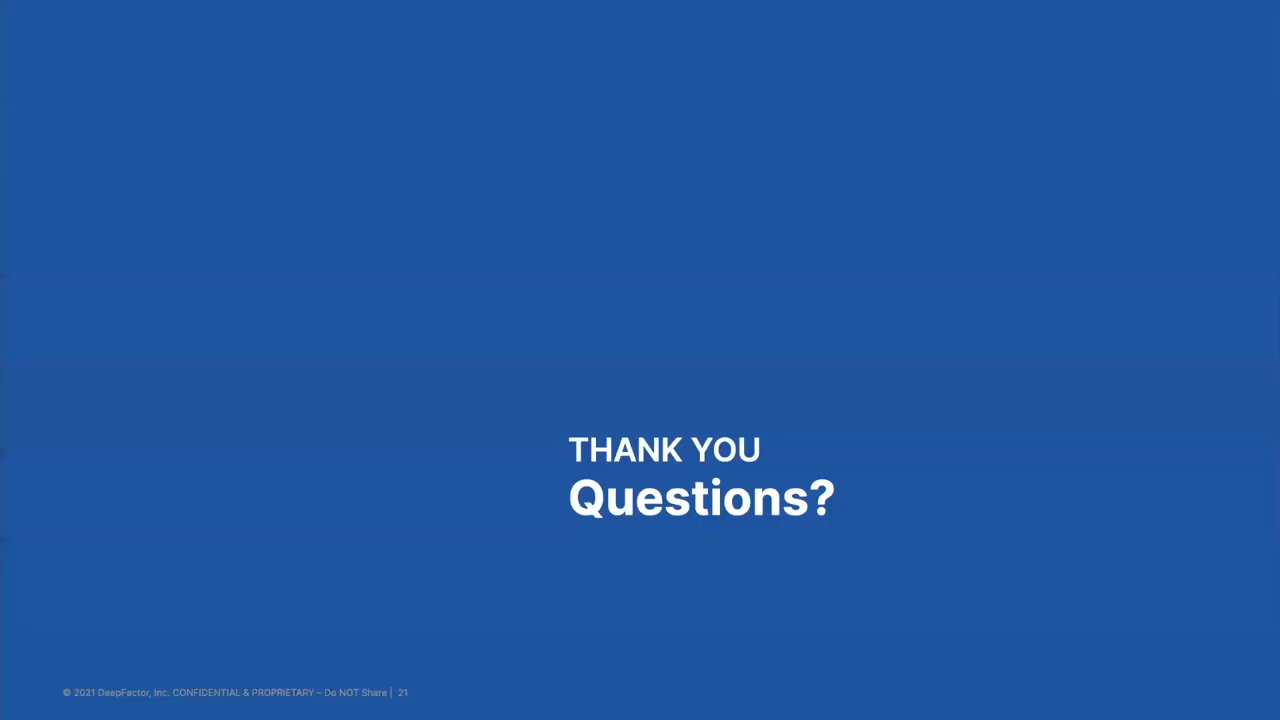 THANK YOU
Questions?
© 2021 DeepFactor, Inc. CONFIDENTIAL & PROPRIETARY – Do NOT Share | 21